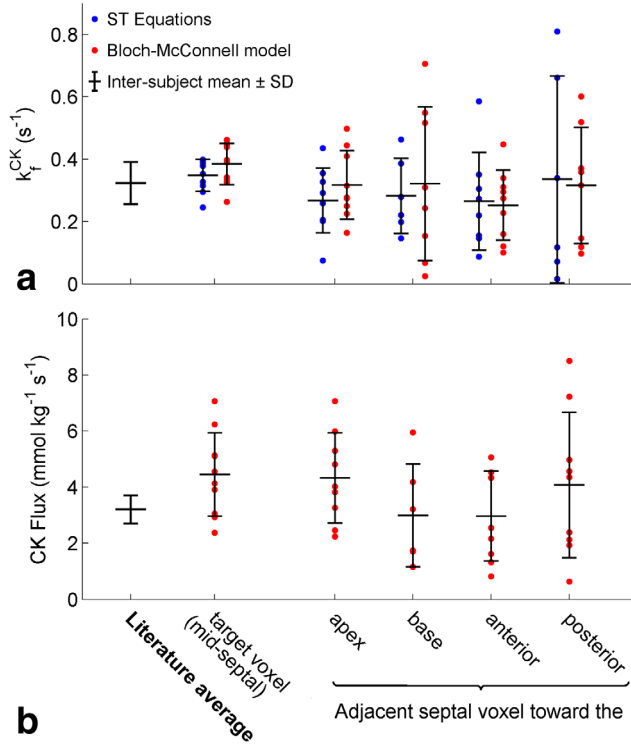 a
k_f^CK (s^-1)
0.8
0.6
0.4
0.2
0
ST Equations
Bloch-McConnell model
Inter-subject mean ± SD
b
CK Flux (mmol kg^-1 s^-1)
10
8
6
4
2
0
Literature average
target voxel
(mid-septal)
apex
base
anterior
posterior
Adjacent septal voxel toward the